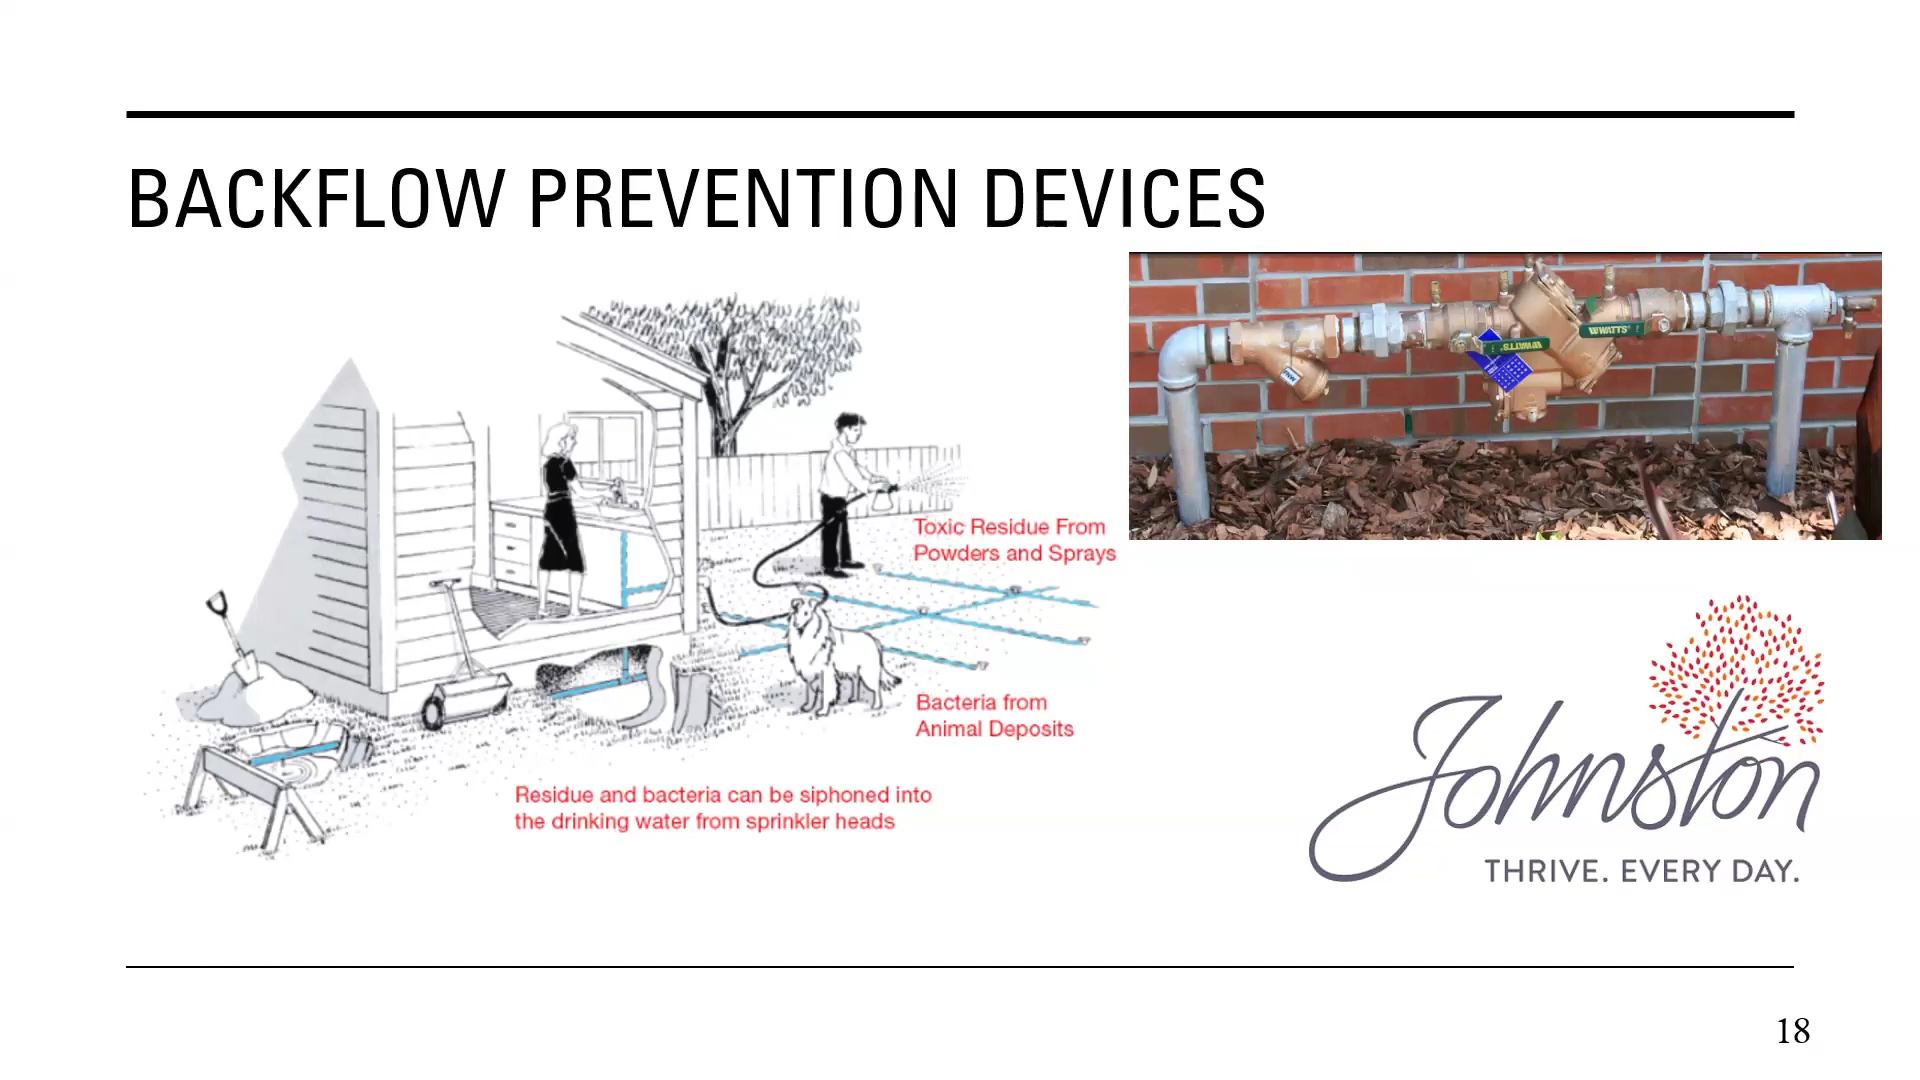 BACKFLOW PREVENTION DEVICES
WATTS
WATTS
Toxic Residue From
Powders and Sprays
Bacteria from
Animal Deposits
Residue and bacteria can be siphoned into
the drinking water from sprinkler heads
Johnston
THRIVE. EVERY DAY.
18